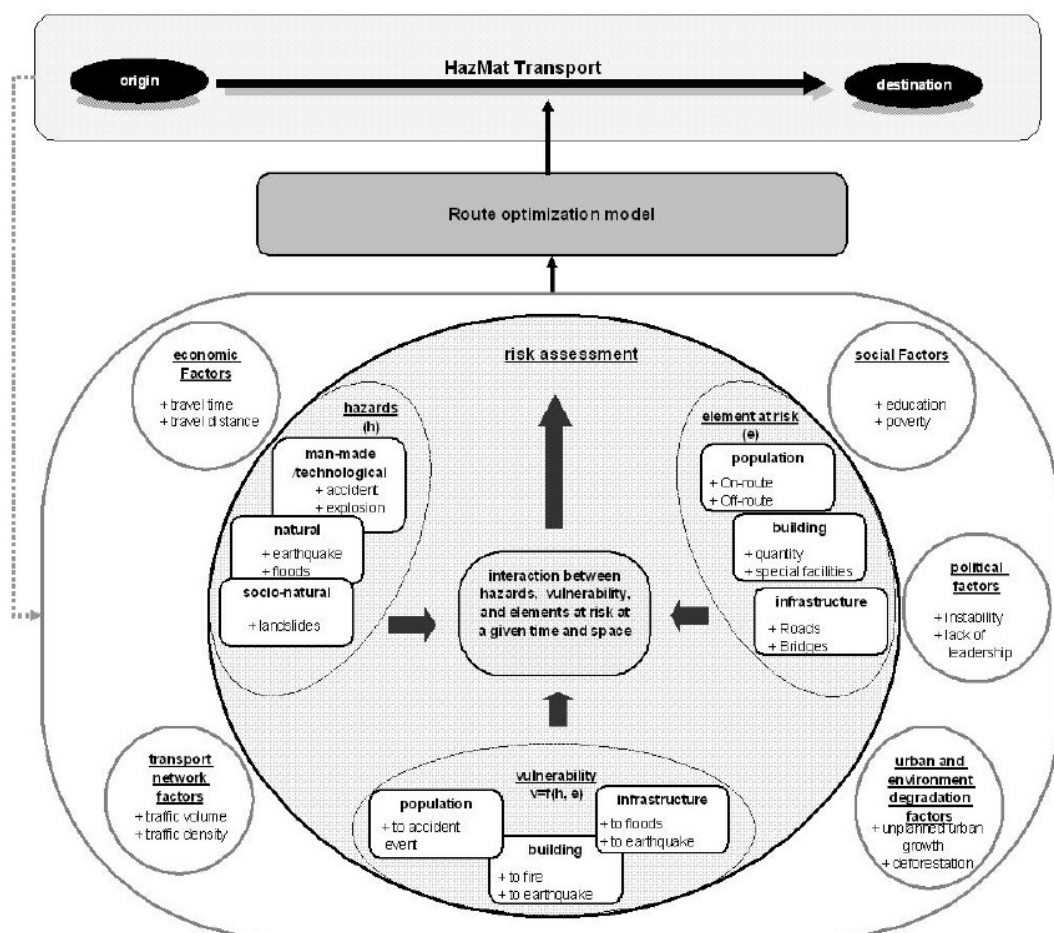 HazMat Transport
origin
destination
Route optimization model
economic
Factors
+ travel time
+ travel distance
risk assessment
social Factors
+ education
+ poverty
hazards
(h)
man-made
/technological
+ accident
+ explosion
natural
+ earthquake
+ floods
socio-natural
+ landslides
element at risk
(e)
population
+ On-route
+ Off-route
building
+ quantity
+ special facilities
infrastructure
+ Roads
+ Bridges
interaction between
hazards, vulnerability,
and elements at risk at
a given time and space
political
factors
+ instability
+ lack of
leadership
transport
network
factors
+ traffic volume
+ traffic density
vulnerability
v=f(h, e)
population
+ to accident
event
building
+ to fire
+ to earthquake
infrastructure
+ to floods
+ to earthquake
urban and
environment
degradation
factors
+ unplanned urban
growth
+ deforestation